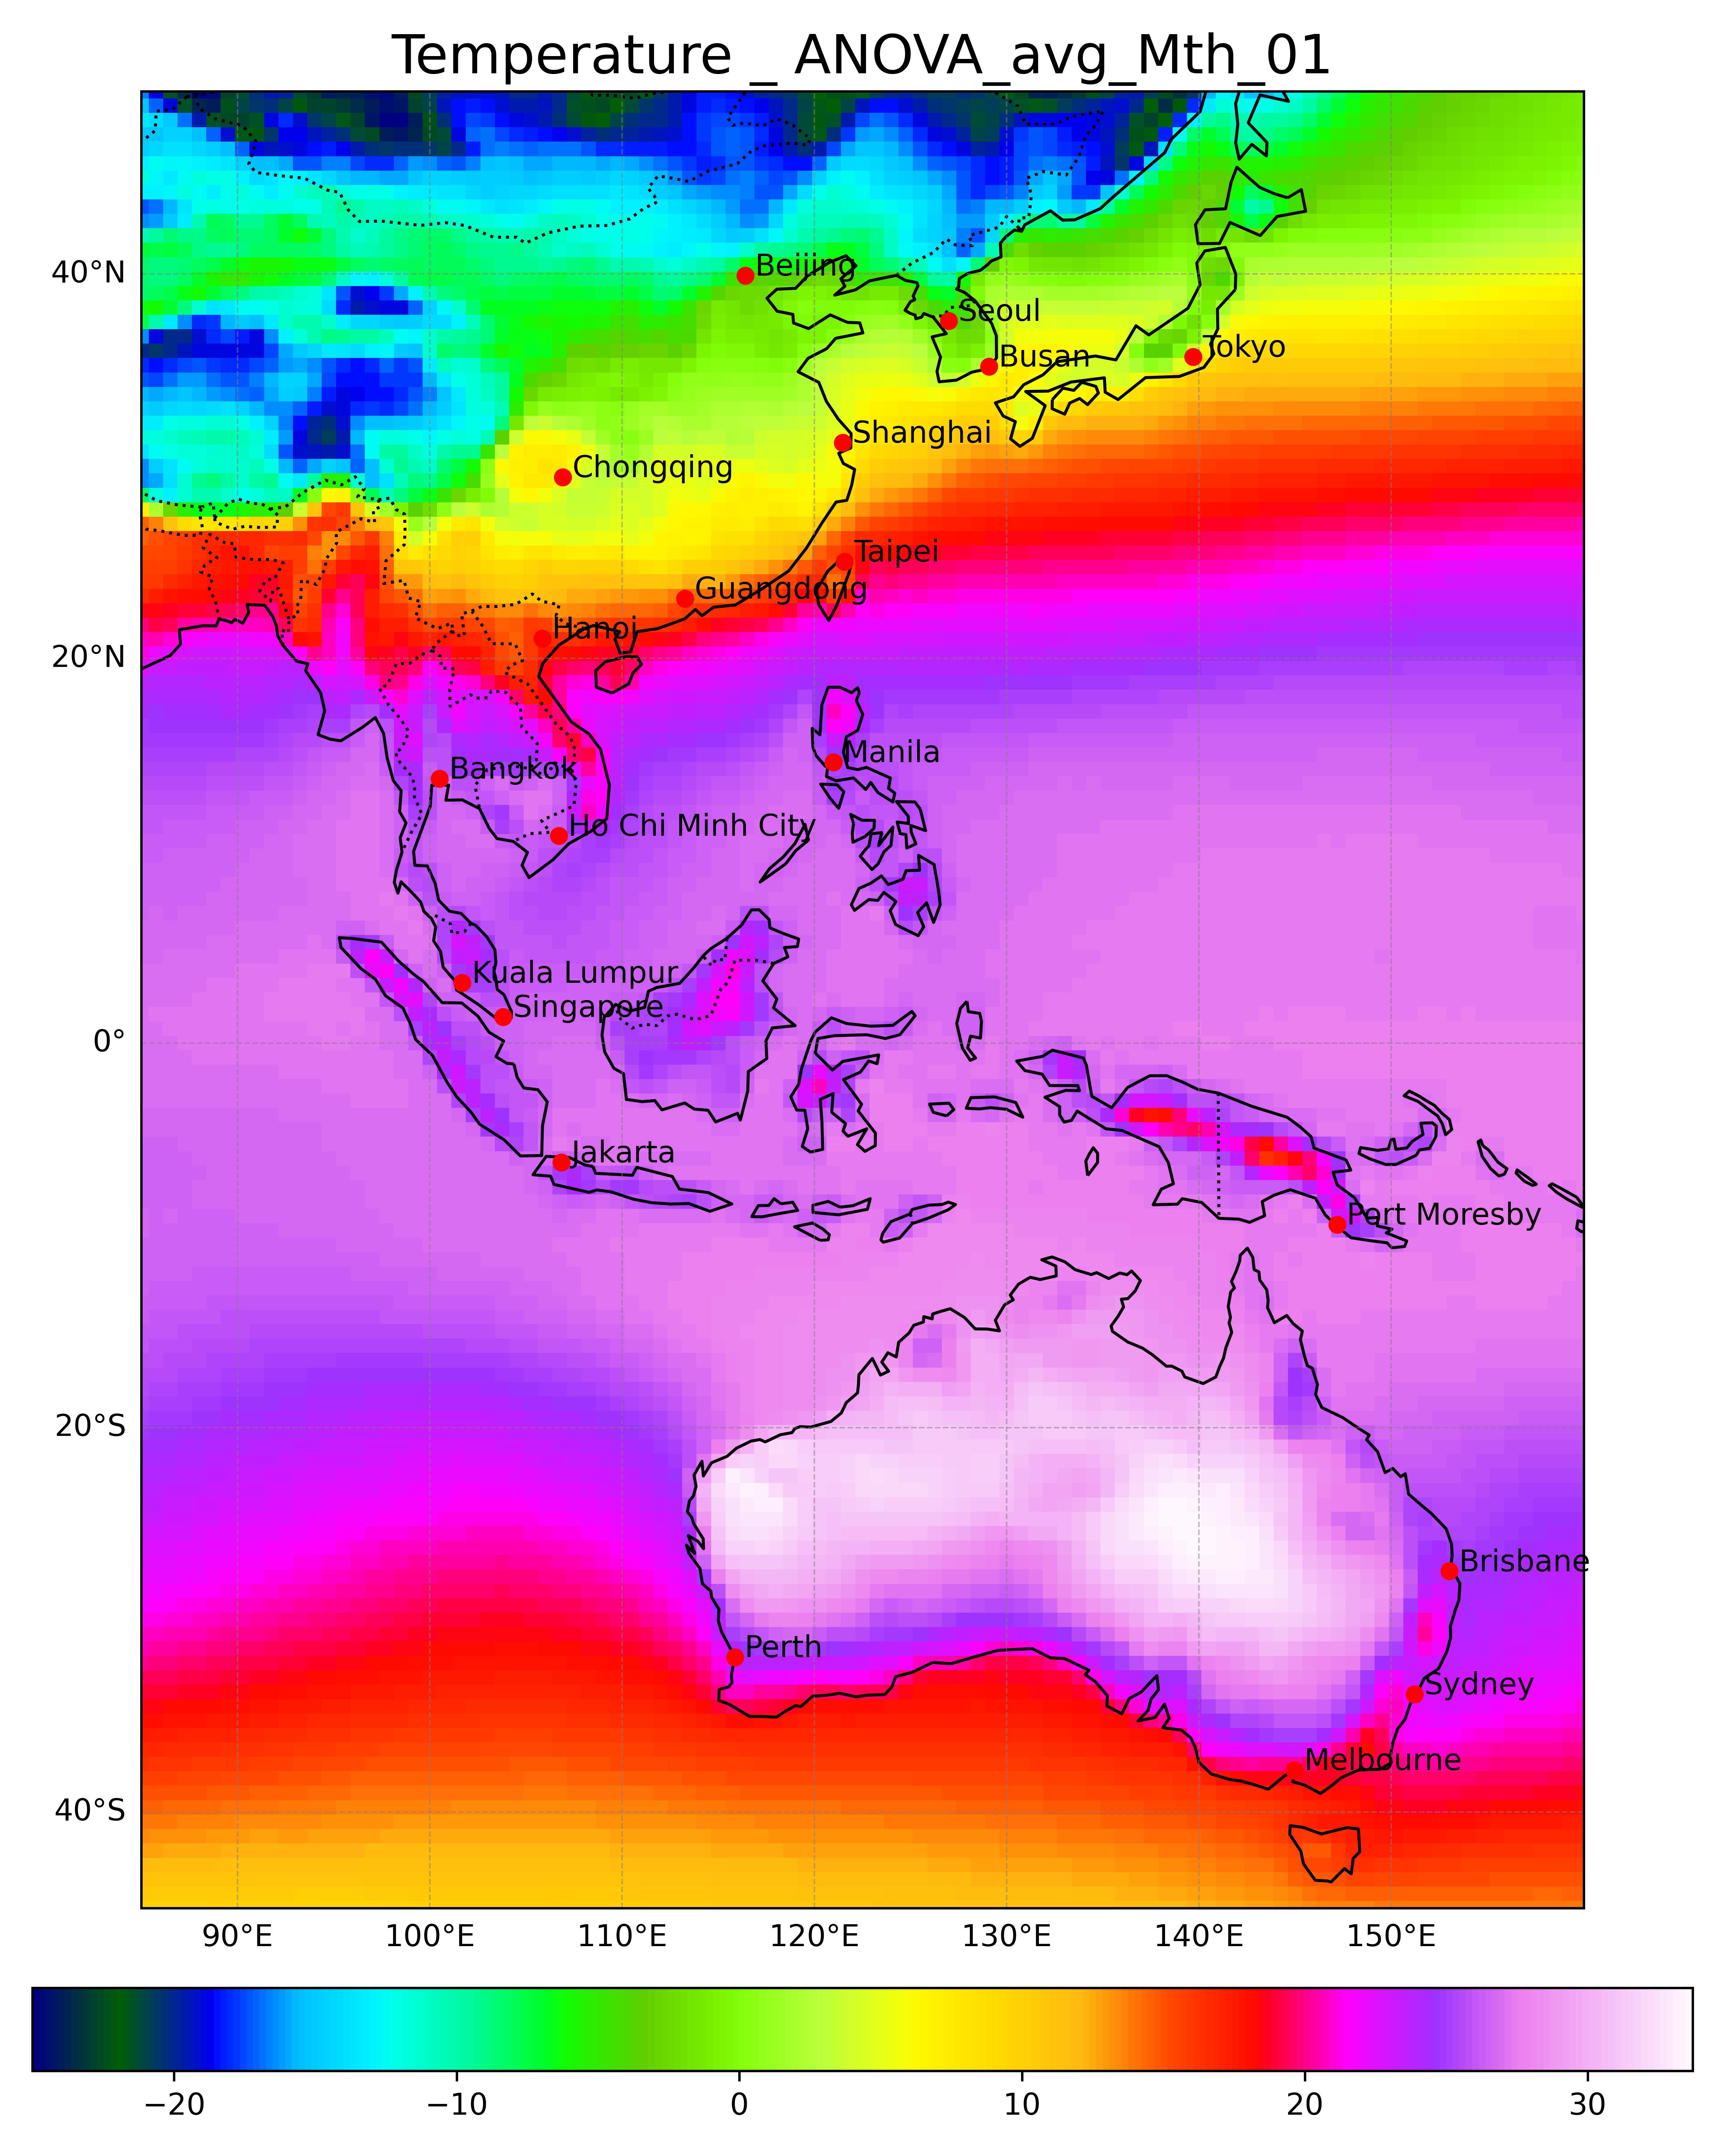 Temperature _ ANOVA_avg_Mth_01
40°N
20°N
0°
20°S
40°S
Beijing
Seoul
Tokyo
Busan
Shanghai
Chongqing
Taipei
Guangdong
Hanoi
Manila
Bangkok
Ho Chi Minh City
Kuala Lumpur
Singapore
Jakarta
Port Moresby
Brisbane
Perth
Sydney
Melbourne
90°E 100°E 110°E 120°E 130°E 140°E 150°E
−20 −10 0 10 20 30